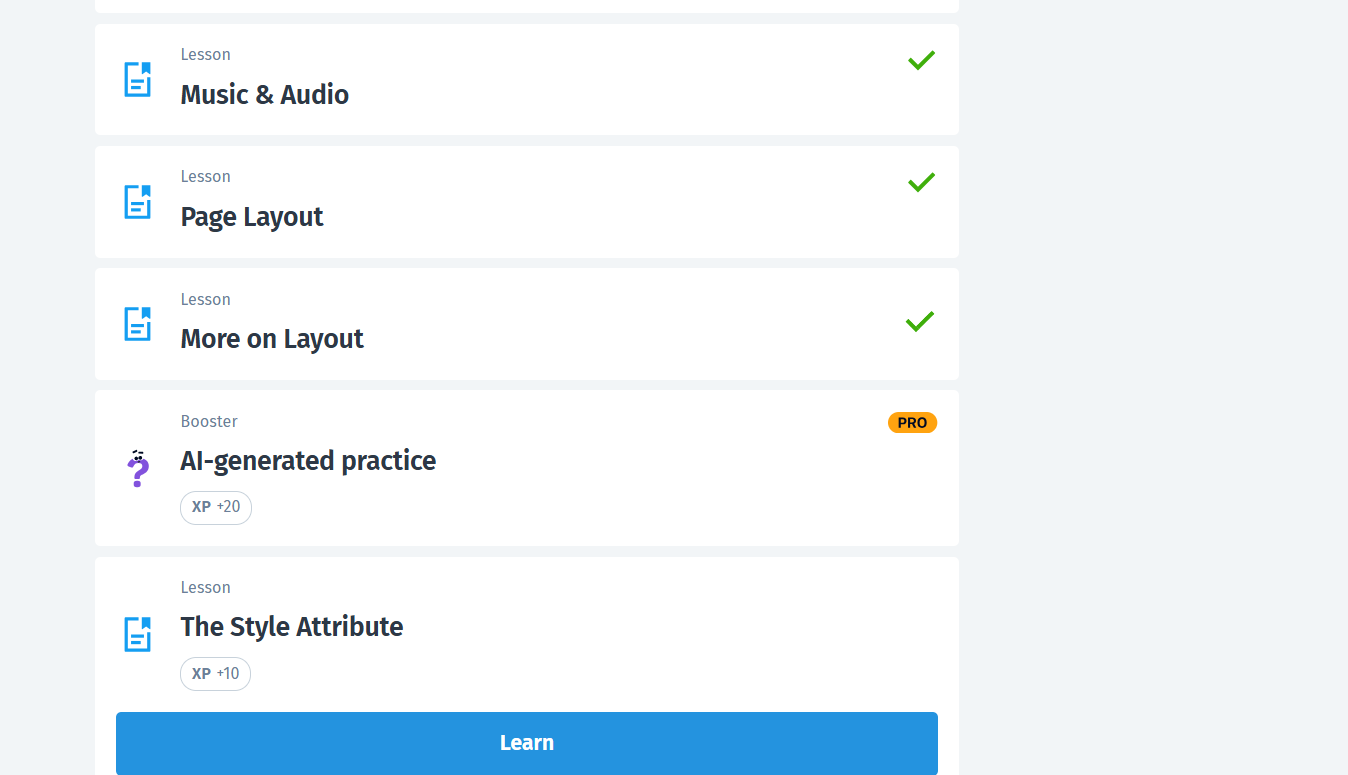 Lesson
Music & Audio
Lesson
Page Layout
Lesson
More on Layout
Booster
PRO
AI-generated practice
XP +20
Lesson
The Style Attribute
XP +10
Learn